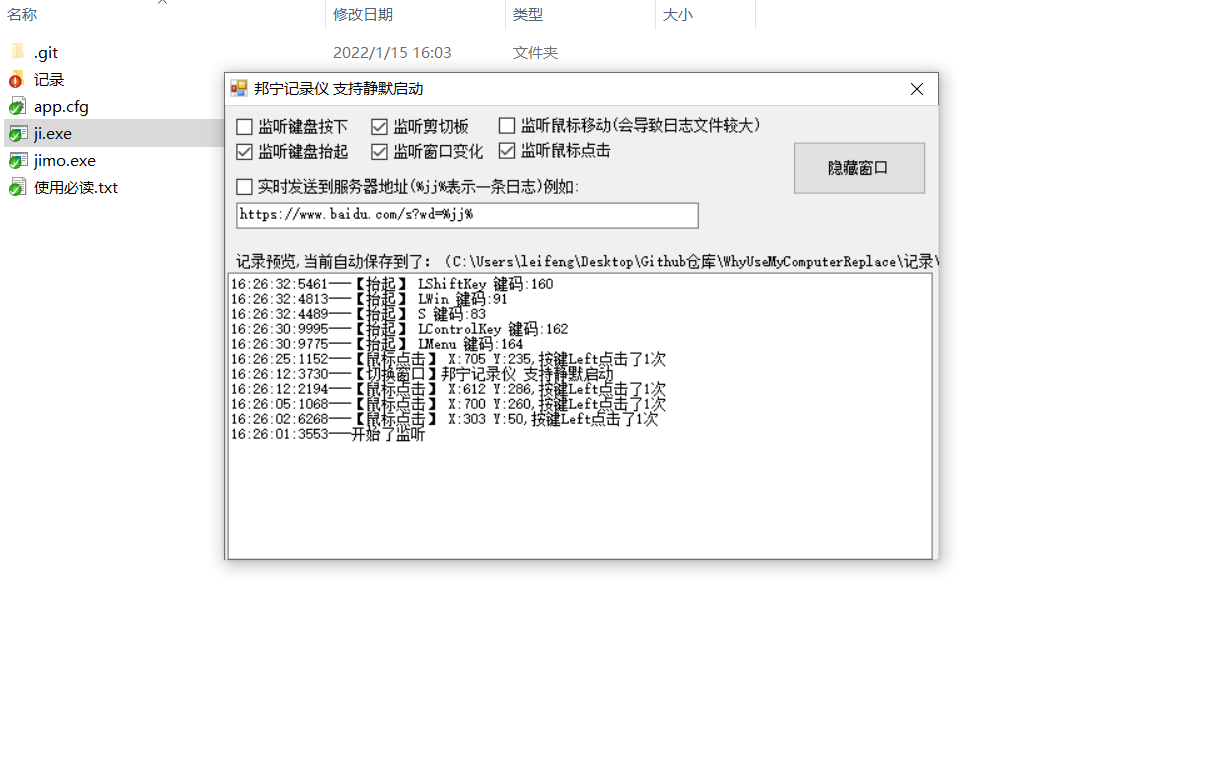 名称 修改日期 类型 大小
.git 2022/1/15 16:03 文件夹
记录
app.cfg
ji.exe
jimo.exe
使用必读.txt
邦宁记录仪 支持静默启动
监听键盘按下 监听剪切板 监听鼠标移动(会导致日志文件较大)
监听键盘抬起 监听窗口变化 监听鼠标点击
隐藏窗口
实时发送到服务器地址(%jj%表示一条日志)例如:
https://www.baidu.com/s?wd=%jj%
记录预览,当前自动保存到了: (C:\Users\leifeng\Desktop\Github仓库\WhyUseMyComputerReplace\记录\
16:26:32:5461——【抬起】 LShiftKey 键码:160
16:26:32:4813——【抬起】 LWin 键码:91
16:26:32:4489——【抬起】 S 键码:83
16:26:30:9995——【抬起】 LControlKey 键码:162
16:26:30:9775——【抬起】 LMenu 键码:164
16:26:25:1152——【鼠标点击】 X:705 Y:235,按键Left点击了1次
16:26:12:3730——【切换窗口】邦宁记录仪 支持静默启动
16:26:12:2194——【鼠标点击】 X:612 Y:286,按键Left点击了1次
16:26:05:1068——【鼠标点击】 X:700 Y:260,按键Left点击了1次
16:26:02:6268——【鼠标点击】 X:303 Y:50,按键Left点击了1次
16:26:01:3553——开始了监听